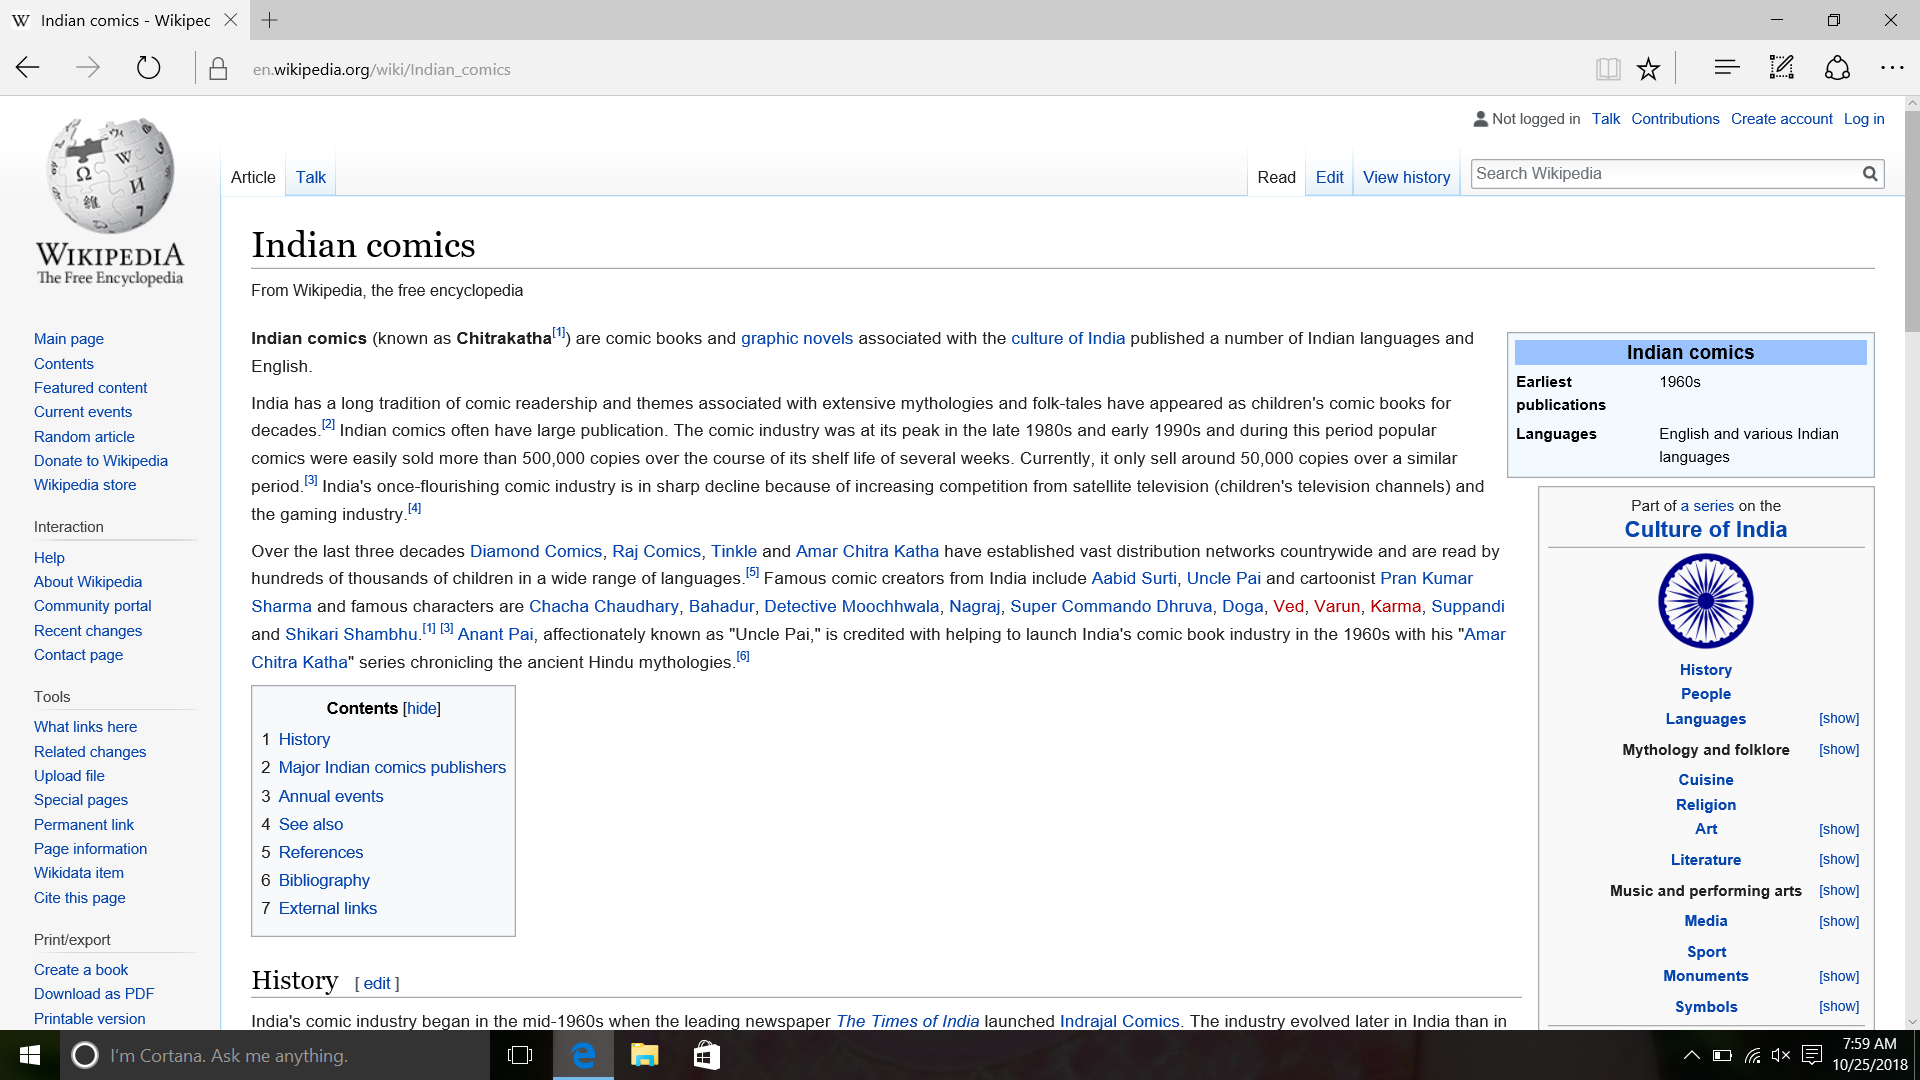 Indian comics - Wikipec
en.wikipedia.org/wiki/Indian_comics
Not logged in Talk Contributions Create account Log in
Article Talk Read Edit View history Search Wikipedia
WIKIPEDIA
The Free Encyclopedia
Main page
Contents
Featured content
Current events
Random article
Donate to Wikipedia
Wikipedia store
Interaction
Help
About Wikipedia
Community portal
Recent changes
Contact page
Tools
What links here
Related changes
Upload file
Special pages
Permanent link
Page information
Wikidata item
Cite this page
Print/export
Create a book
Download as PDF
Printable version
Indian comics
From Wikipedia, the free encyclopedia
Indian comics (known as Chitrakatha[1]) are comic books and graphic novels associated with the culture of India published a number of Indian languages and
English.
India has a long tradition of comic readership and themes associated with extensive mythologies and folk-tales have appeared as children's comic books for
decades.[2] Indian comics often have large publication. The comic industry was at its peak in the late 1980s and early 1990s and during this period popular
comics were easily sold more than 500,000 copies over the course of its shelf life of several weeks. Currently, it only sell around 50,000 copies over a similar
period.[3] India's once-flourishing comic industry is in sharp decline because of increasing competition from satellite television (children's television channels) and
the gaming industry.[4]
Over the last three decades Diamond Comics, Raj Comics, Tinkle and Amar Chitra Katha have established vast distribution networks countrywide and are read by
hundreds of thousands of children in a wide range of languages.[5] Famous comic creators from India include Aabid Surti, Uncle Pai and cartoonist Pran Kumar
Sharma and famous characters are Chacha Chaudhary, Bahadur, Detective Moochhwala, Nagraj, Super Commando Dhruva, Doga, Ved, Varun, Karma, Suppandi
and Shikari Shambhu.[1] [3] Anant Pai, affectionately known as "Uncle Pai," is credited with helping to launch India's comic book industry in the 1960s with his "Amar
Chitra Katha" series chronicling the ancient Hindu mythologies.[6]
Contents [hide]
1 History
2 Major Indian comics publishers
3 Annual events
4 See also
5 References
6 Bibliography
7 External links
History [ edit ]
India's comic industry began in the mid-1960s when the leading newspaper The Times of India launched Indrajal Comics. The industry evolved later in India than in
Indian comics
Earliest publications 1960s
Languages English and various Indian
languages
Part of a series on the
Culture of India
History
People
Languages [show]
Mythology and folklore [show]
Cuisine
Religion
Art [show]
Literature [show]
Music and performing arts [show]
Media [show]
Sport
Monuments [show]
Symbols [show]
I'm Cortana. Ask me anything.
7:59 AM
10/25/2018